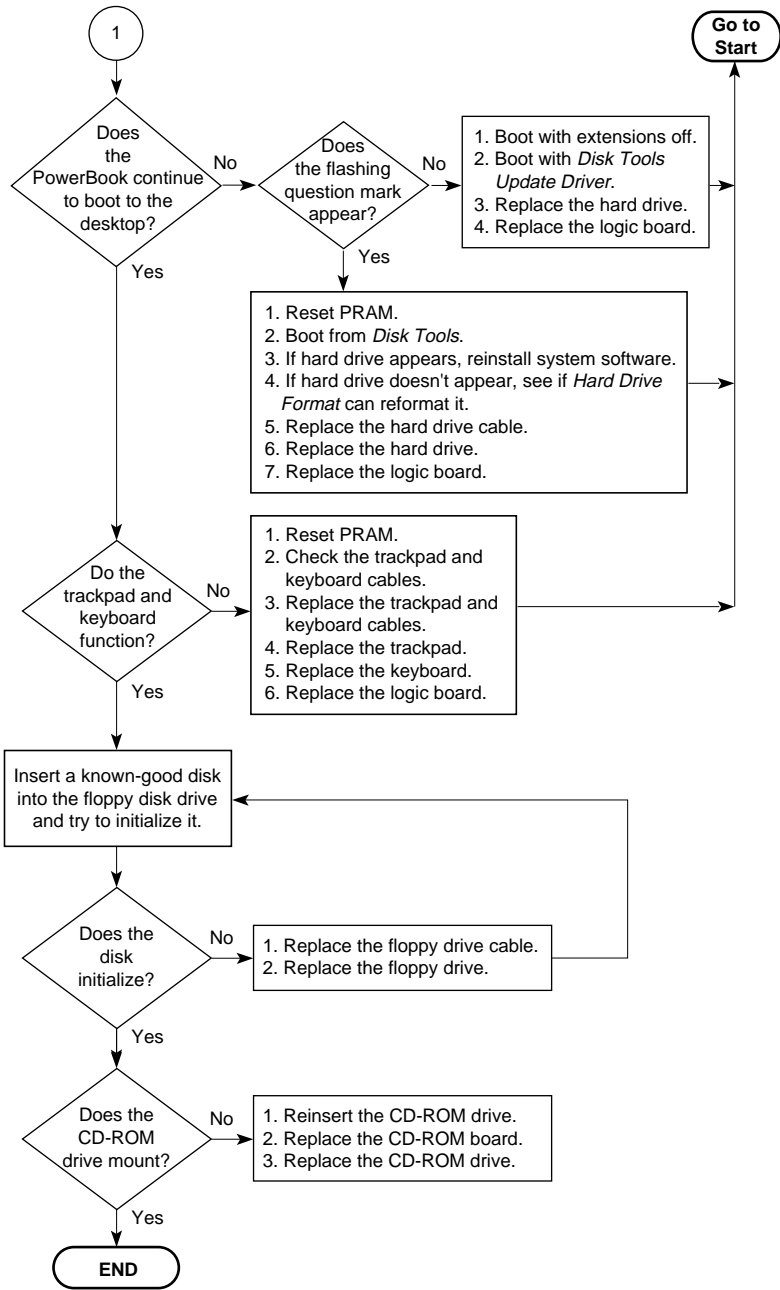 1
Go to
Start
Does
the
PowerBook continue
to boot to the
desktop?
No
Yes
Does
the flashing
question mark
appear?
No
Yes
1. Boot with extensions off.
2. Boot with Disk Tools
Update Driver.
3. Replace the hard drive.
4. Replace the logic board.
1. Reset PRAM.
2. Boot from Disk Tools.
3. If hard drive appears, reinstall system software.
4. If hard drive doesn't appear, see if Hard Drive
Format can reformat it.
5. Replace the hard drive cable.
6. Replace the hard drive.
7. Replace the logic board.
Do the
trackpad and
keyboard
function?
No
Yes
1. Reset PRAM.
2. Check the trackpad and
keyboard cables.
3. Replace the trackpad and
keyboard cables.
4. Replace the trackpad.
5. Replace the keyboard.
6. Replace the logic board.
Insert a known-good disk
into the floppy disk drive
and try to initialize it.
Does the
disk
initialize?
No
Yes
1. Replace the floppy drive cable.
2. Replace the floppy drive.
Does the
CD-ROM
drive mount?
No
Yes
1. Reinsert the CD-ROM drive.
2. Replace the CD-ROM board.
3. Replace the CD-ROM drive.
END